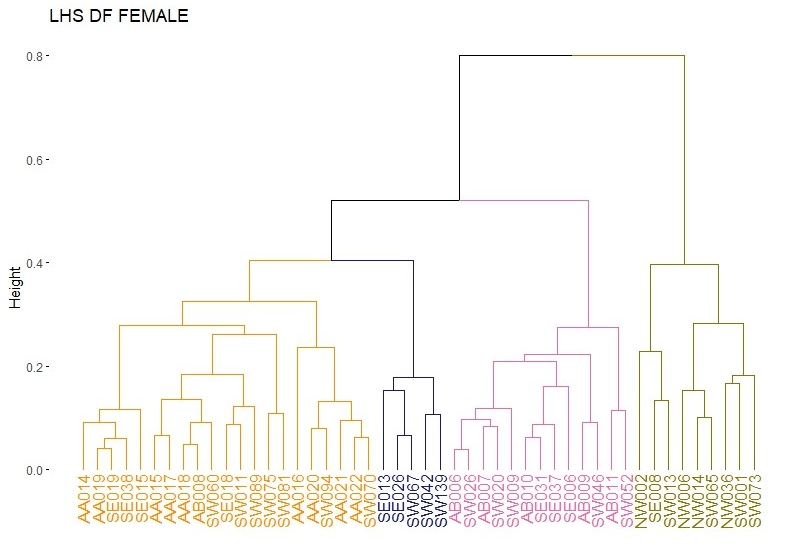 LHS DF FEMALE
0.8
0.6
0.4
0.2
0.0
Height
AA014
AA019
SE019
SE038
SE015
AA015
AA017
AA018
AB008
SW060
SE018
SW011
SW089
SW075
SW081
AA016
AA020
SW094
AA021
AA022
SW070
SE013
SE026
SW067
SW042
SW139
AB006
SW026
AB007
SW020
SW009
AB010
SE031
SE037
SE006
AB009
SW046
AB011
SW052
NW002
SE008
SW013
NW006
NW014
SW065
NW036
SW001
SW073